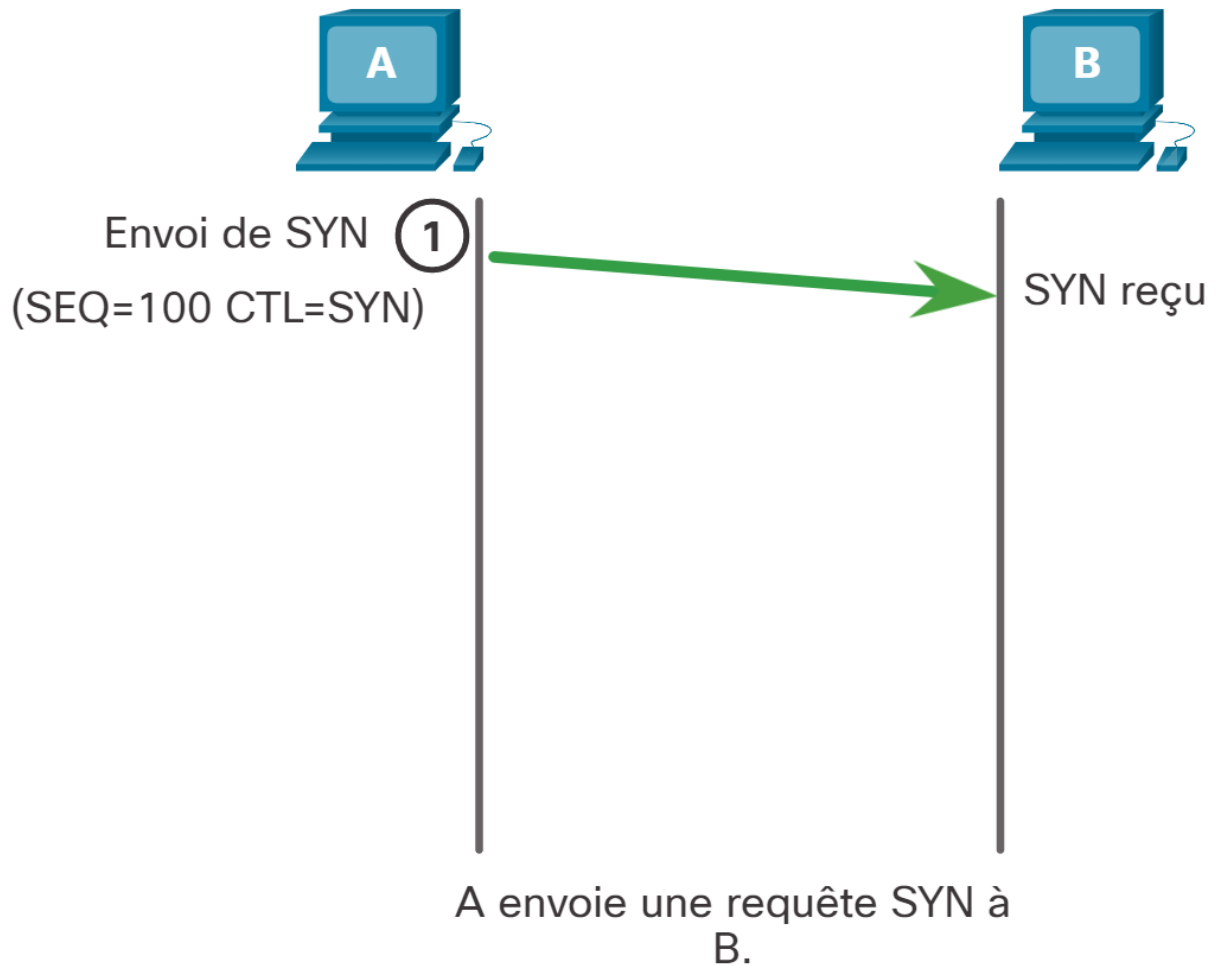 A
B
Envoi de SYN 1
(SEQ=100 CTL=SYN)
SYN reçu
A envoie une requête SYN à
B.